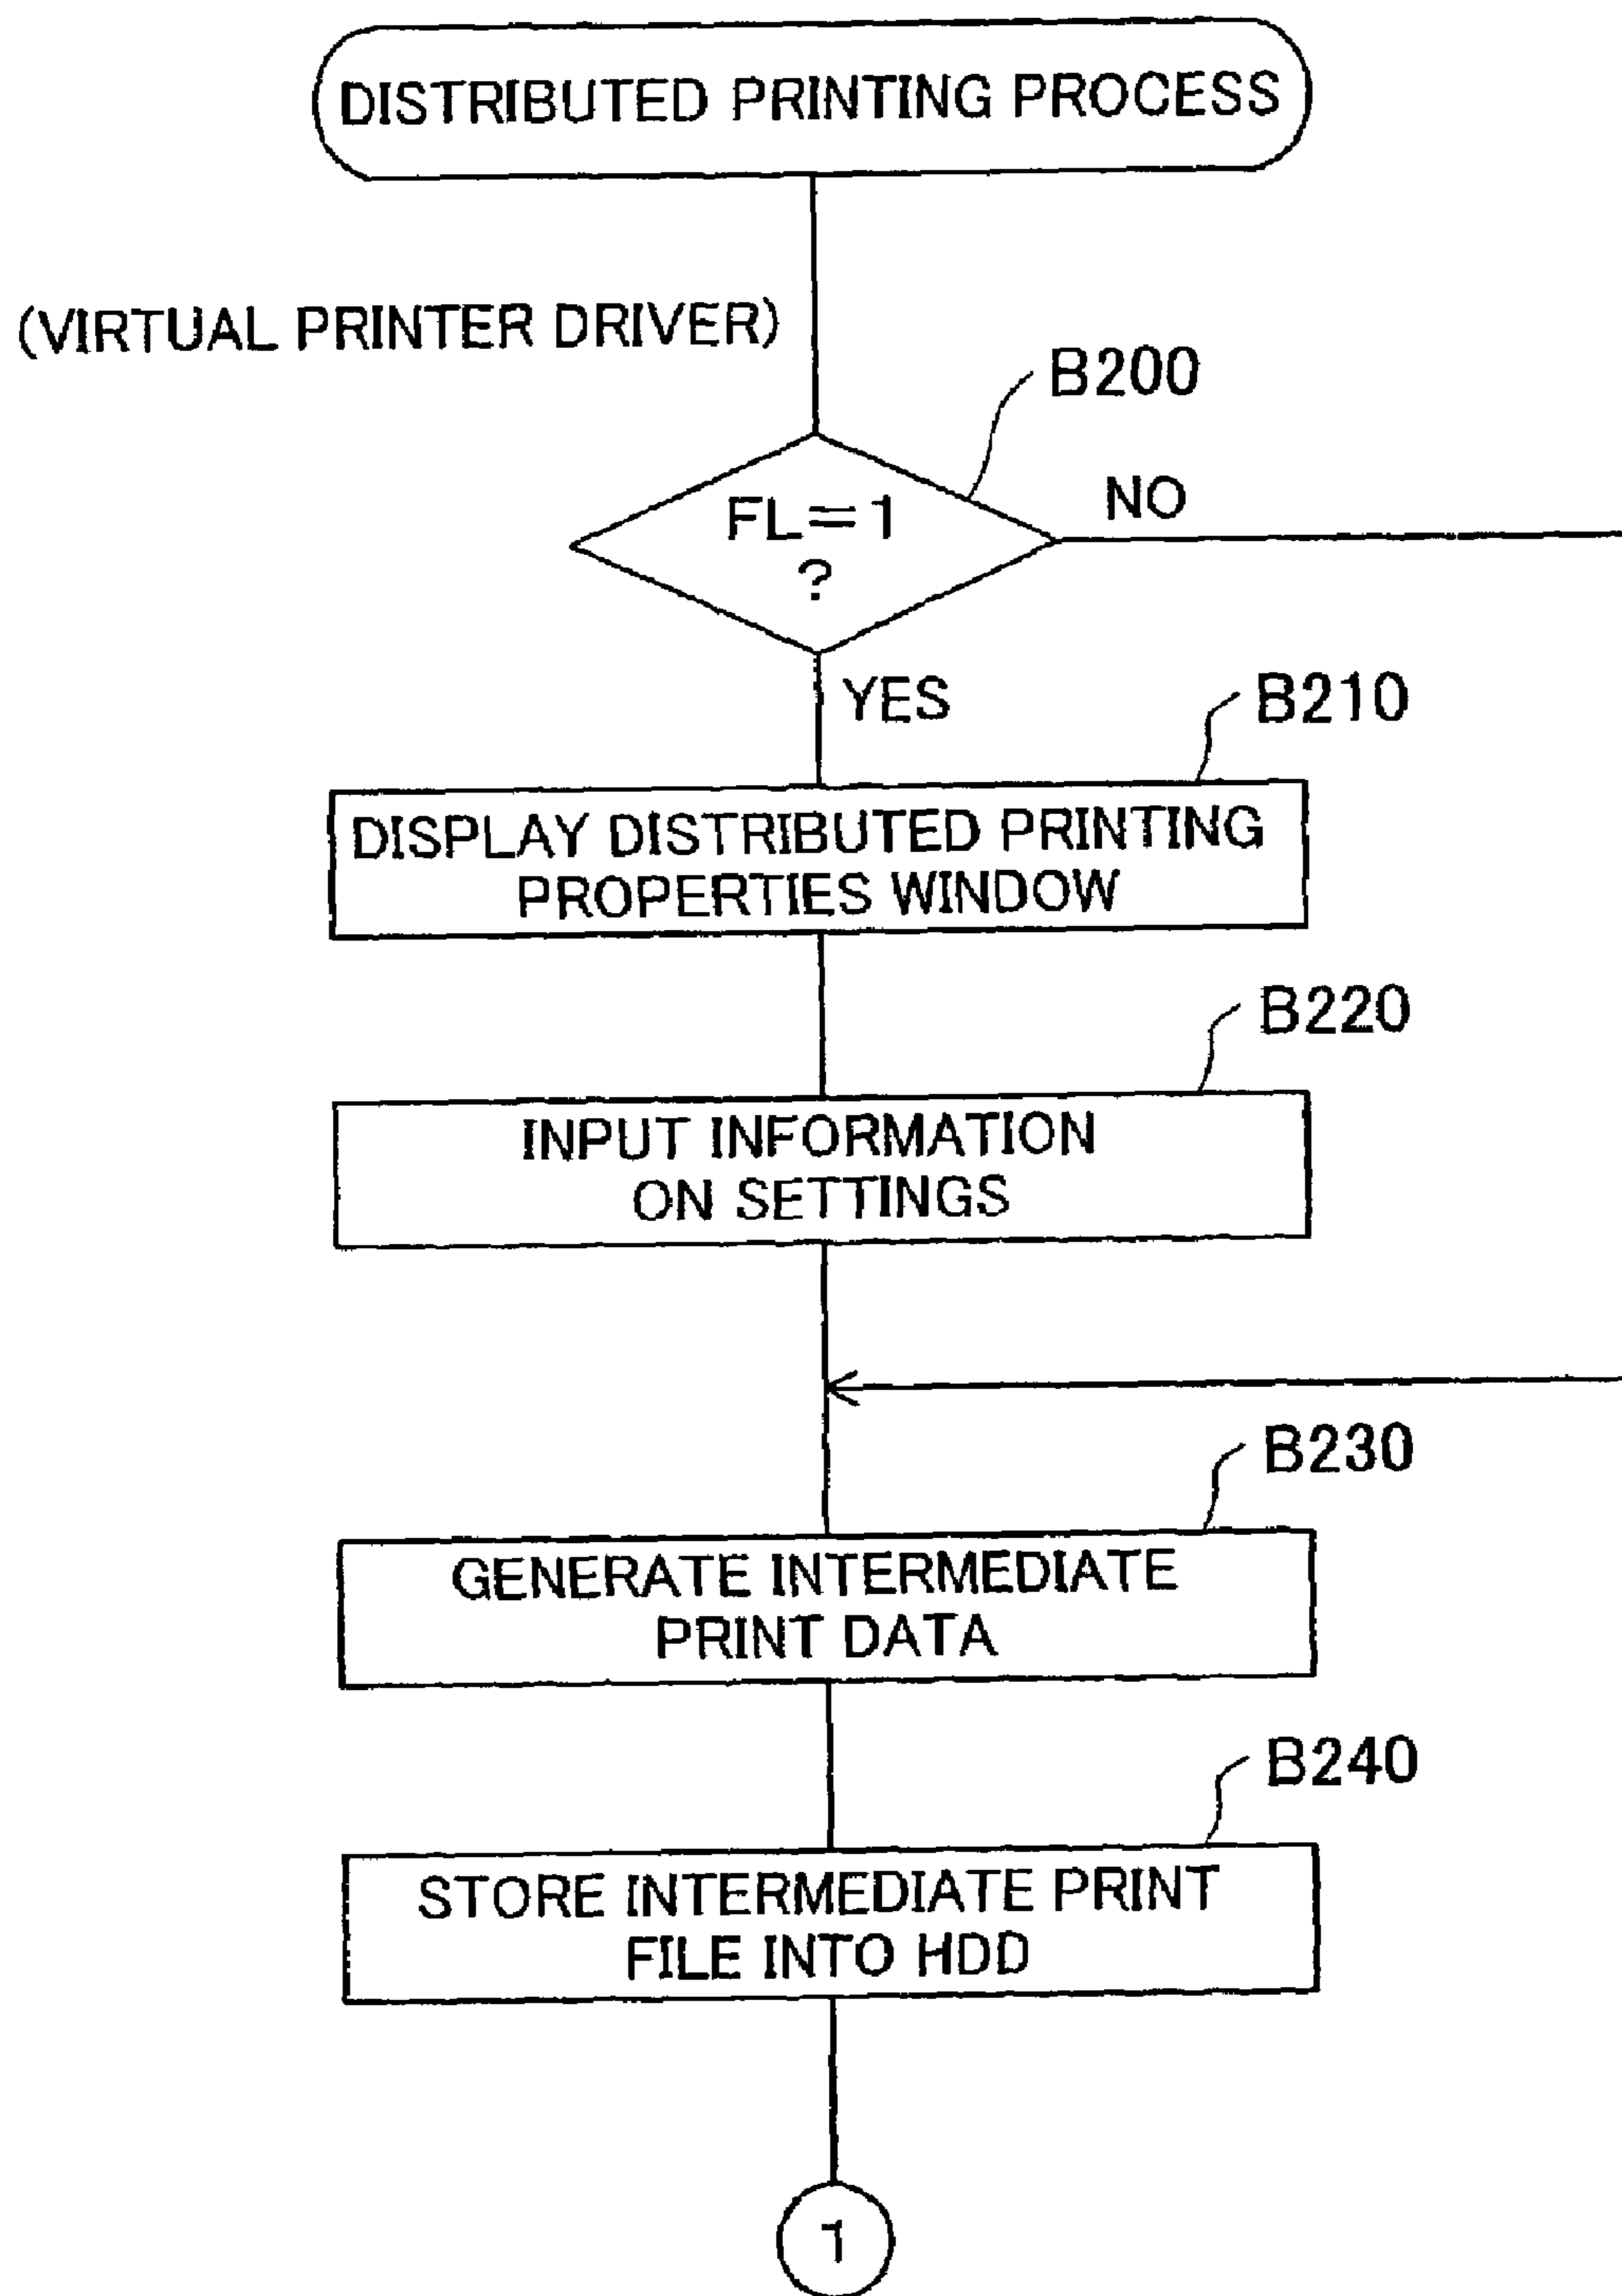 DISTRIBUTED PRINTING PROCESS
(VIRTUAL PRINTER DRIVER)
B200
FL=1
?
NO
YES
B210
DISPLAY DISTRIBUTED PRINTING
PROPERTIES WINDOW
B220
INPUT INFORMATION
ON SETTINGS
B230
GENERATE INTERMEDIATE
PRINT DATA
B240
STORE INTERMEDIATE PRINT
FILE INTO HDD
1